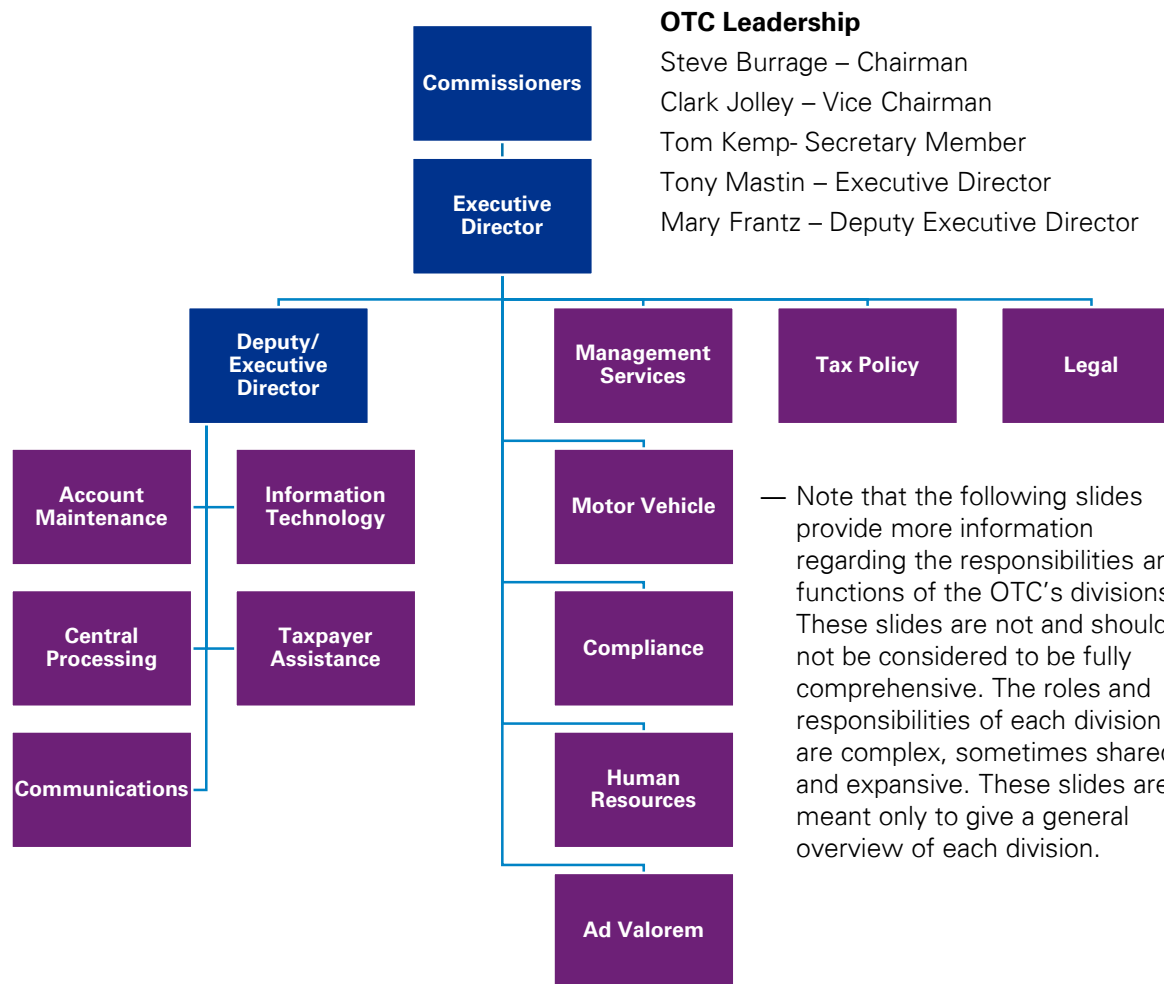 OTC Leadership
Steve Burrage – Chairman
Clark Jolley – Vice Chairman
Tom Kemp- Secretary Member
Tony Mastin – Executive Director
Mary Frantz – Deputy Executive Director
Commissioners
Executive
Director
Deputy/
Executive
Director
Management
Services
Tax Policy
Legal
Account
Maintenance
Information
Technology
Motor Vehicle
Central
Processing
Taxpayer
Assistance
Compliance
Communications
Human
Resources
Ad Valorem
— Note that the following slides
provide more information
regarding the responsibilities
functions of the OTC's divisions
These slides are not and should
not be considered to be fully
comprehensive. The roles and
responsibilities of each division
are complex, sometimes shared
and expansive. These slides are
meant only to give a general
overview of each division.